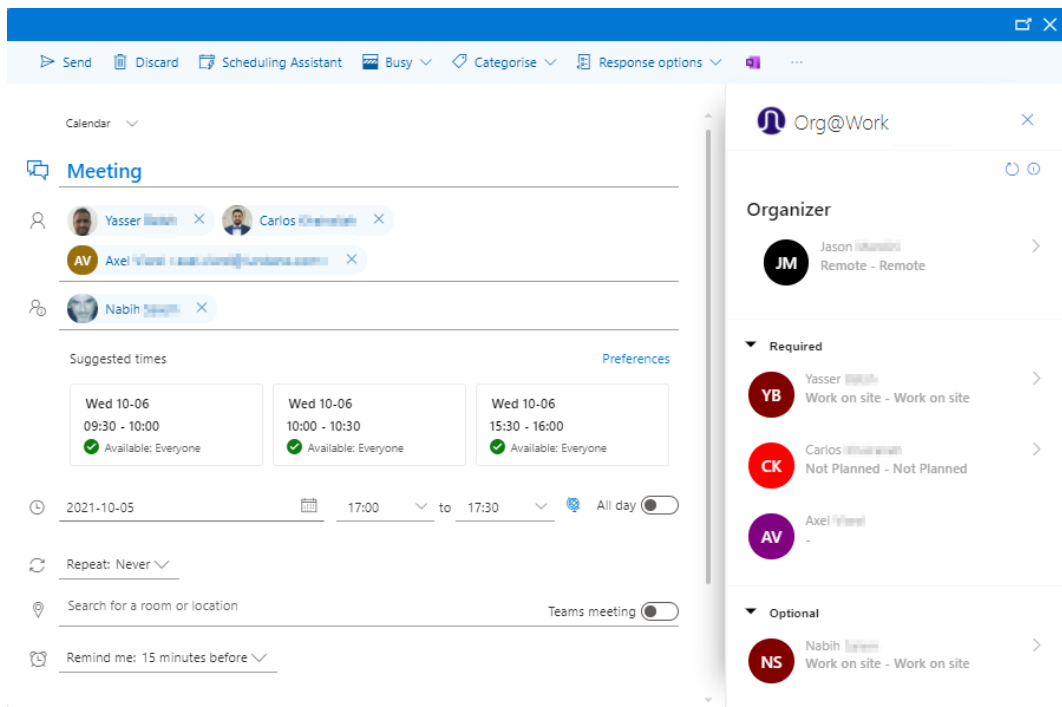 Send Discard Scheduling Assistant Busy Categorise Response options ...
Calendar
Meeting
Yasser Carlos
AV Axel
Nabih
Suggested times Preferences
Wed 10-06 Wed 10-06 Wed 10-06
09:30 - 10:00 10:00 - 10:30 15:30 - 16:00
Available: Everyone Available: Everyone Available: Everyone
2021-10-05 17:00 to 17:30 All day
Repeat: Never
Search for a room or location Teams meeting
Remind me: 15 minutes before
Org@Work
Organizer
JM
Jason
Remote - Remote
Required
YB
Yasser
Work on site - Work on site
CK
Carlos
Not Planned - Not Planned
AV
Axel
-
Optional
NS
Nabih
Work on site - Work on site